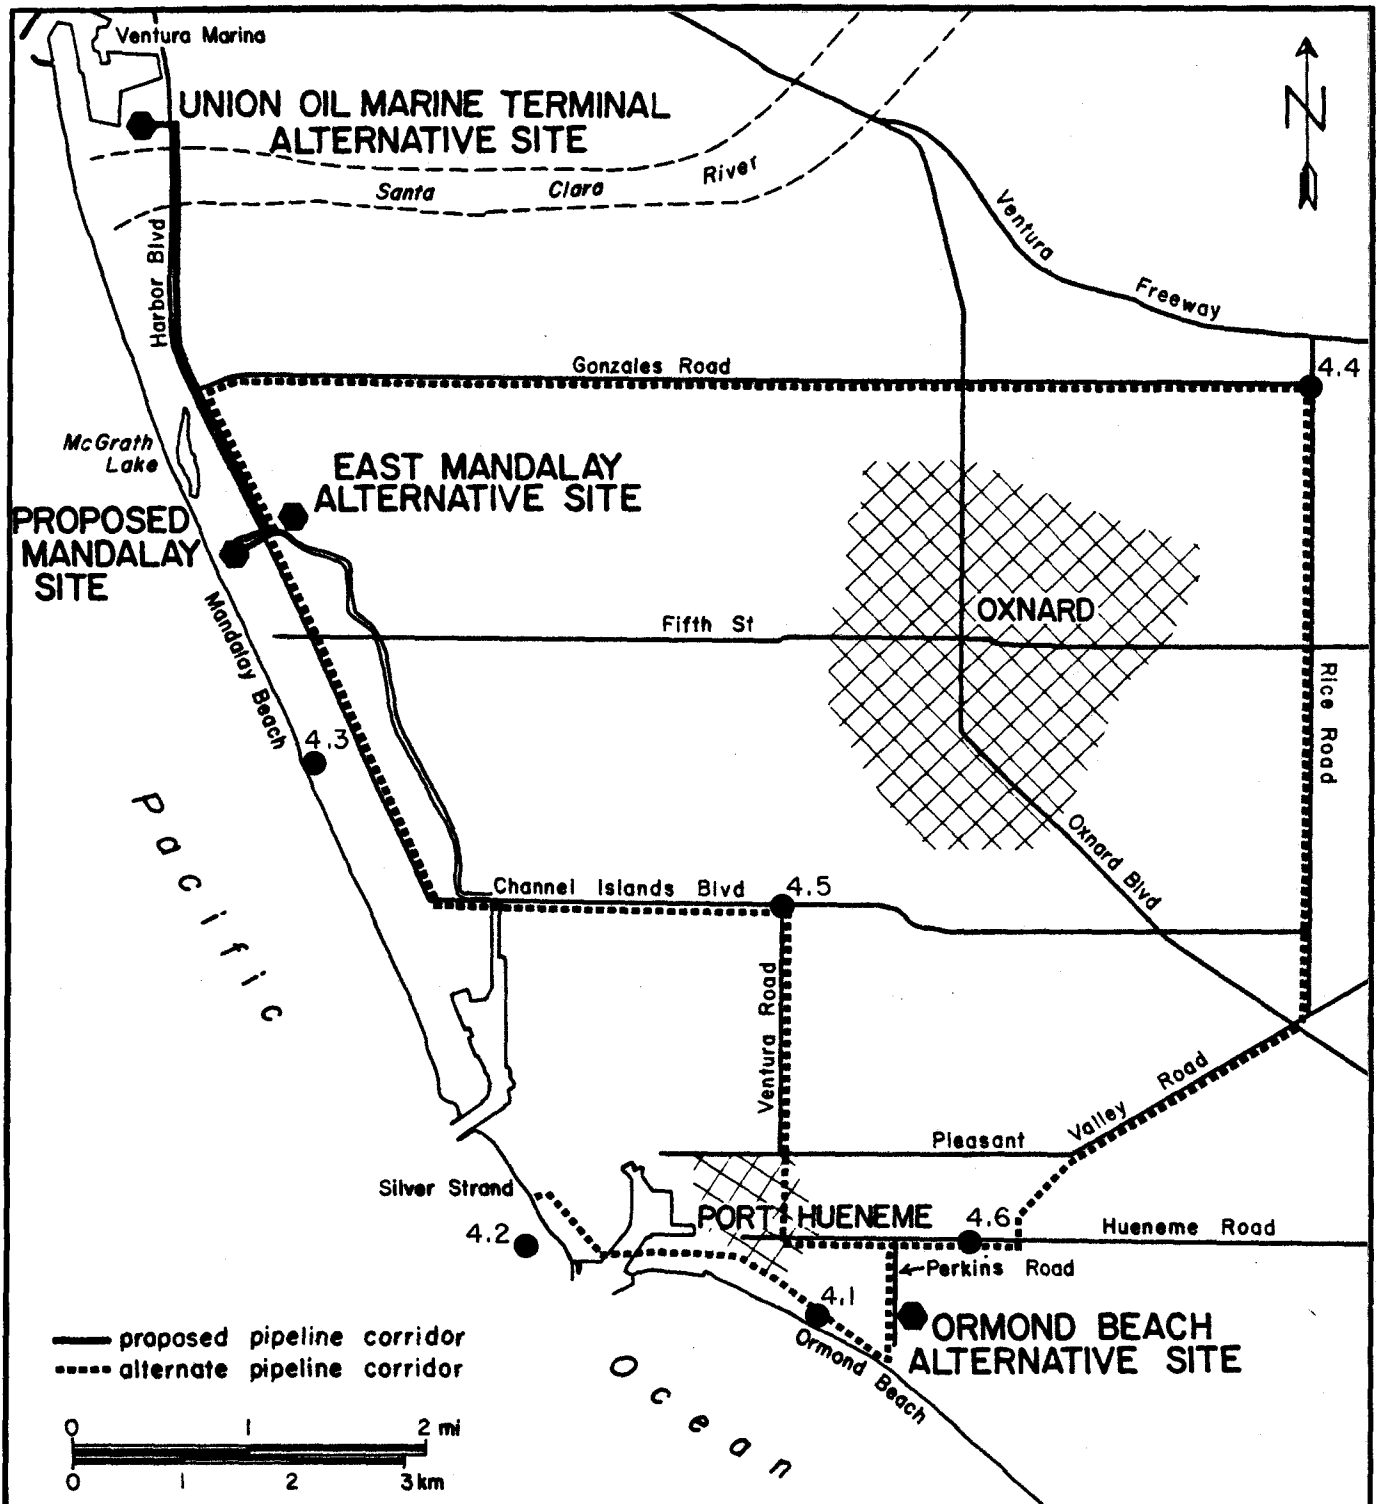 Ventura Marina
UNION OIL MARINE TERMINAL
ALTERNATIVE SITE
N
Santa Clara River
Harbor Blvd
Ventura Freeway
Gonzales Road
4.4
McGrath
Lake
EAST MANDALAY
ALTERNATIVE SITE
PROPOSED
MANDALAY
SITE
Mandalay Beach
OXNARD
Fifth St
Rice Road
4.3
Pacific
Oxnard Blvd
Channel Islands Blvd
4.5
Ventura Road
Pleasant Valley Road
Silver Strand
4.2
PORT HUENEME
4.6
Hueneme Road
Perkins Road
4.1
ORMOND BEACH
ALTERNATIVE SITE
Ormond Beach
Ocean
proposed pipeline corridor
alternate pipeline corridor
0 1 2 mi
0 1 2 3 km